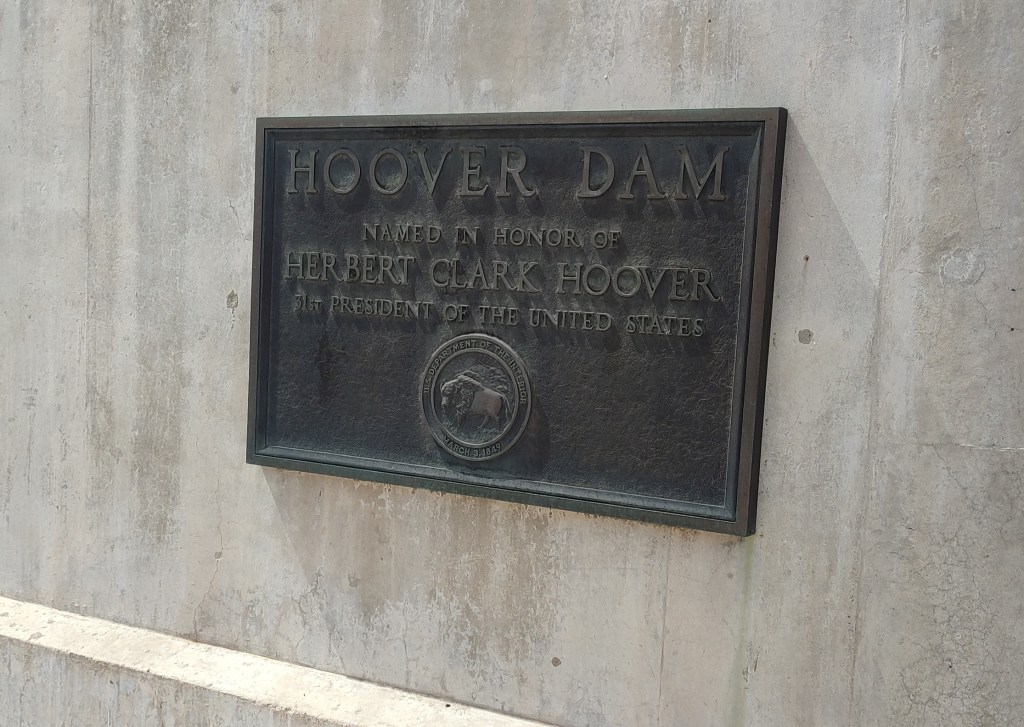 HOOVER DAM
NAMED IN HONOR OF
HERBERT CLARK HOOVER
31ST PRESIDENT OF THE UNITED STATES
U.S. DEPARTMENT OF THE INTERIOR
MARCH 3, 1849